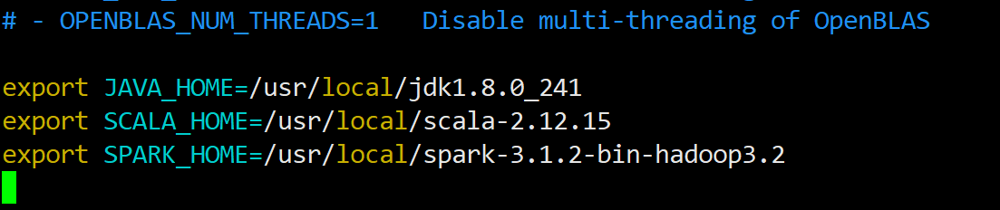 # - OPENBLAS_NUM_THREADS=1   Disable multi-threading of OpenBLAS
export JAVA_HOME=/usr/local/jdk1.8.0_241
export SCALA_HOME=/usr/local/scala-2.12.15
export SPARK_HOME=/usr/local/spark-3.1.2-bin-hadoop3.2